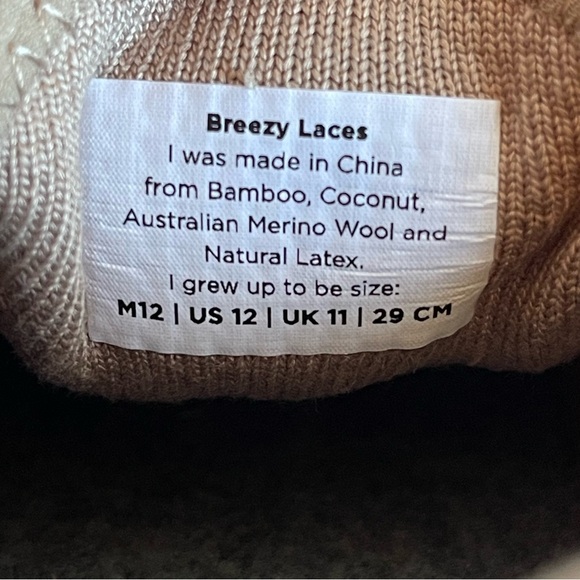 Breezy Laces
I was made in China
from Bamboo, Coconut,
Australian Merino Wool and
Natural Latex.
I grew up to be size:
M12 | US 12 | UK 11 | 29 CM